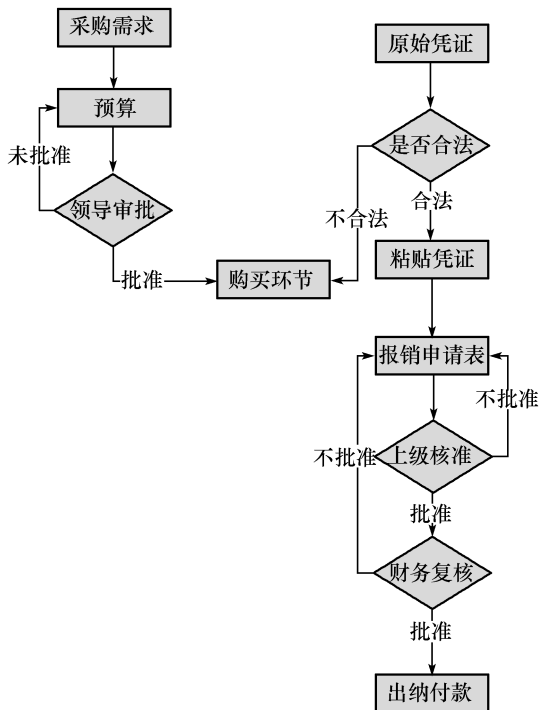 采购需求
预算
未批准
领导审批
批准
购买环节
原始凭证
是否合法
合法
不合法
粘贴凭证
报销申请表
不批准
上级核准
不批准
批准
财务复核
批准
出纳付款